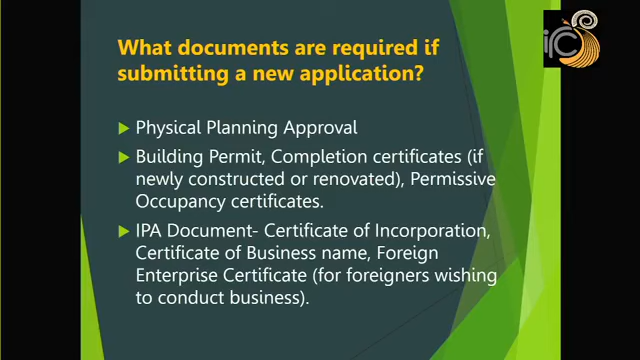 What documents are required if
submitting a new application?
Physical Planning Approval
Building Permit, Completion certificates (if
newly constructed or renovated), Permissive
Occupancy certificates.
IPA Document- Certificate of Incorporation,
Certificate of Business name, Foreign
Enterprise Certificate (for foreigners wishing
to conduct business).